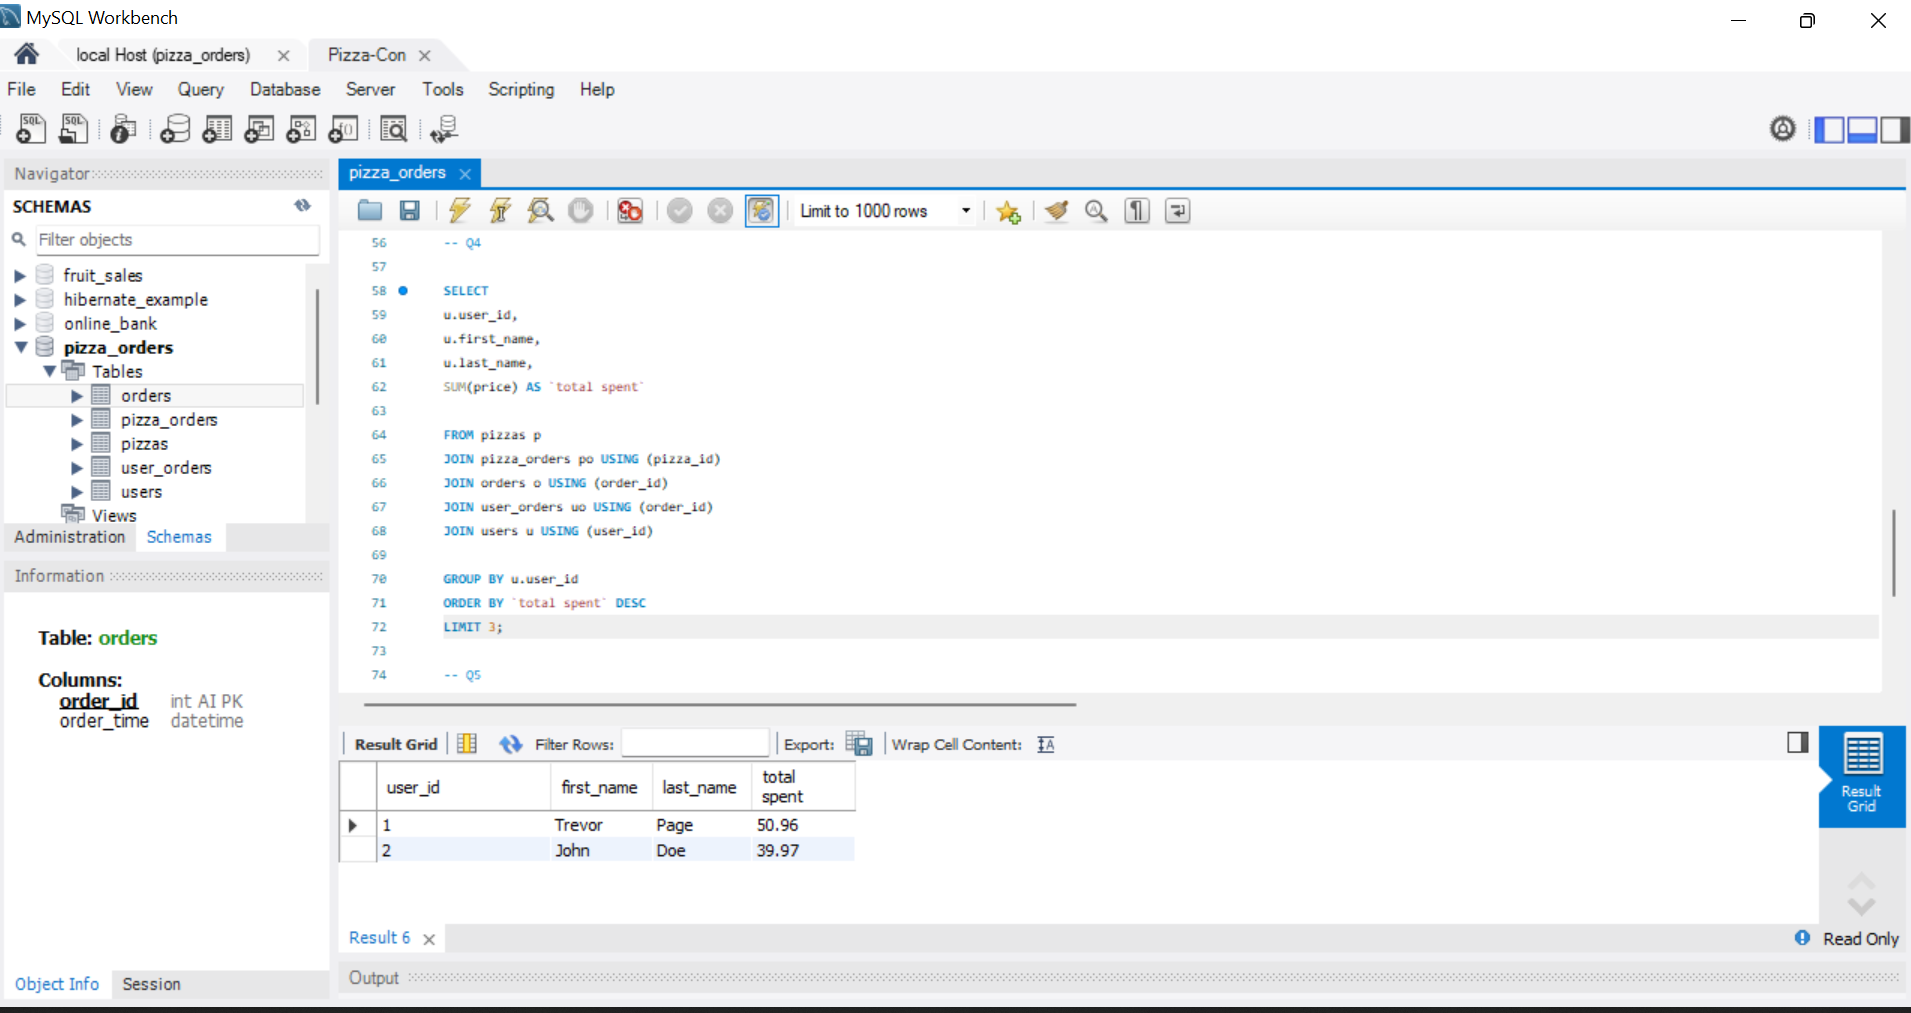 MySQL Workbench
local Host (pizza_orders)
Pizza-Con
File Edit View Query Database Server Tools Scripting Help
Navigator
SCHEMAS
Filter objects
fruit_sales
hibernate_example
online_bank
pizza_orders
Tables
orders
pizza_orders
pizzas
user_orders
users
Views
Administration Schemas
Information
Table: orders
Columns:
order_id int AI PK
order_time datetime
Object Info Session
pizza_orders
Limit to 1000 rows
56 -- Q4
57
58 SELECT
59 u.user_id,
60 u.first_name,
61 u.last_name,
62 SUM(price) AS `total spent`
63
64 FROM pizzas p
65 JOIN pizza_orders po USING (pizza_id)
66 JOIN orders o USING (order_id)
67 JOIN user_orders uo USING (order_id)
68 JOIN users u USING (user_id)
69
70 GROUP BY u.user_id
71 ORDER BY `total spent` DESC
72 LIMIT 3;
73
74 -- Q5
Result Grid Filter Rows: Export: Wrap Cell Content:
user_id first_name last_name total spent
1 Trevor Page 50.96
2 John Doe 39.97
Result
Grid
Result 6
Read Only
Output